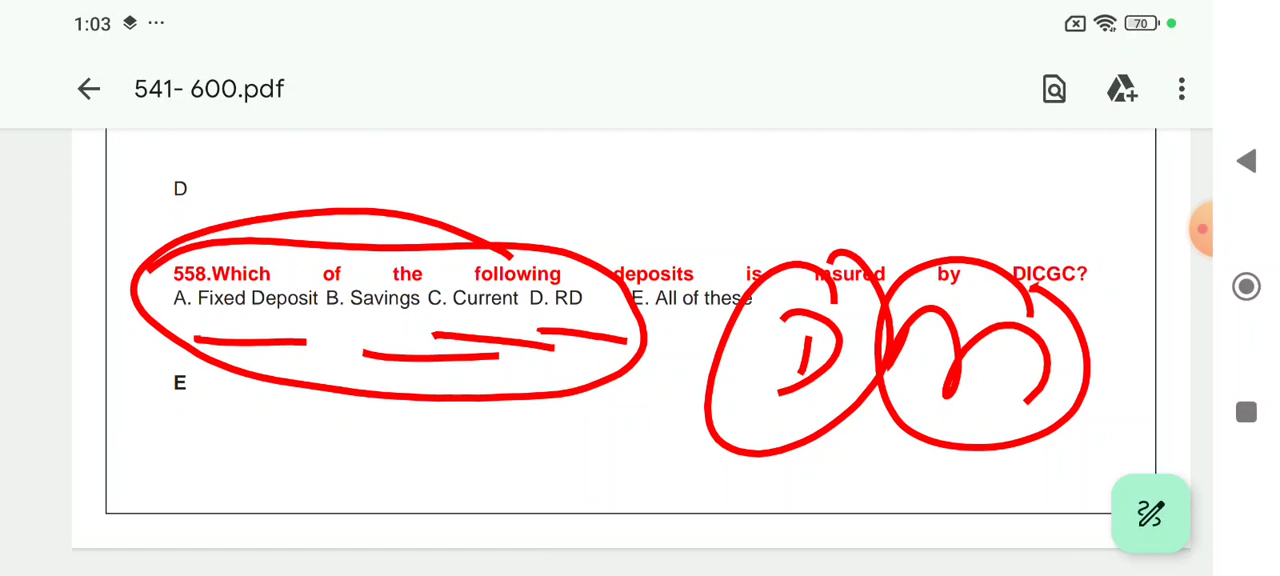 1:03 ... 70
541- 600.pdf
D
558.Which of the following deposits is insured by DICGC?
A. Fixed Deposit B. Savings C. Current D. RD E. All of these
D
E